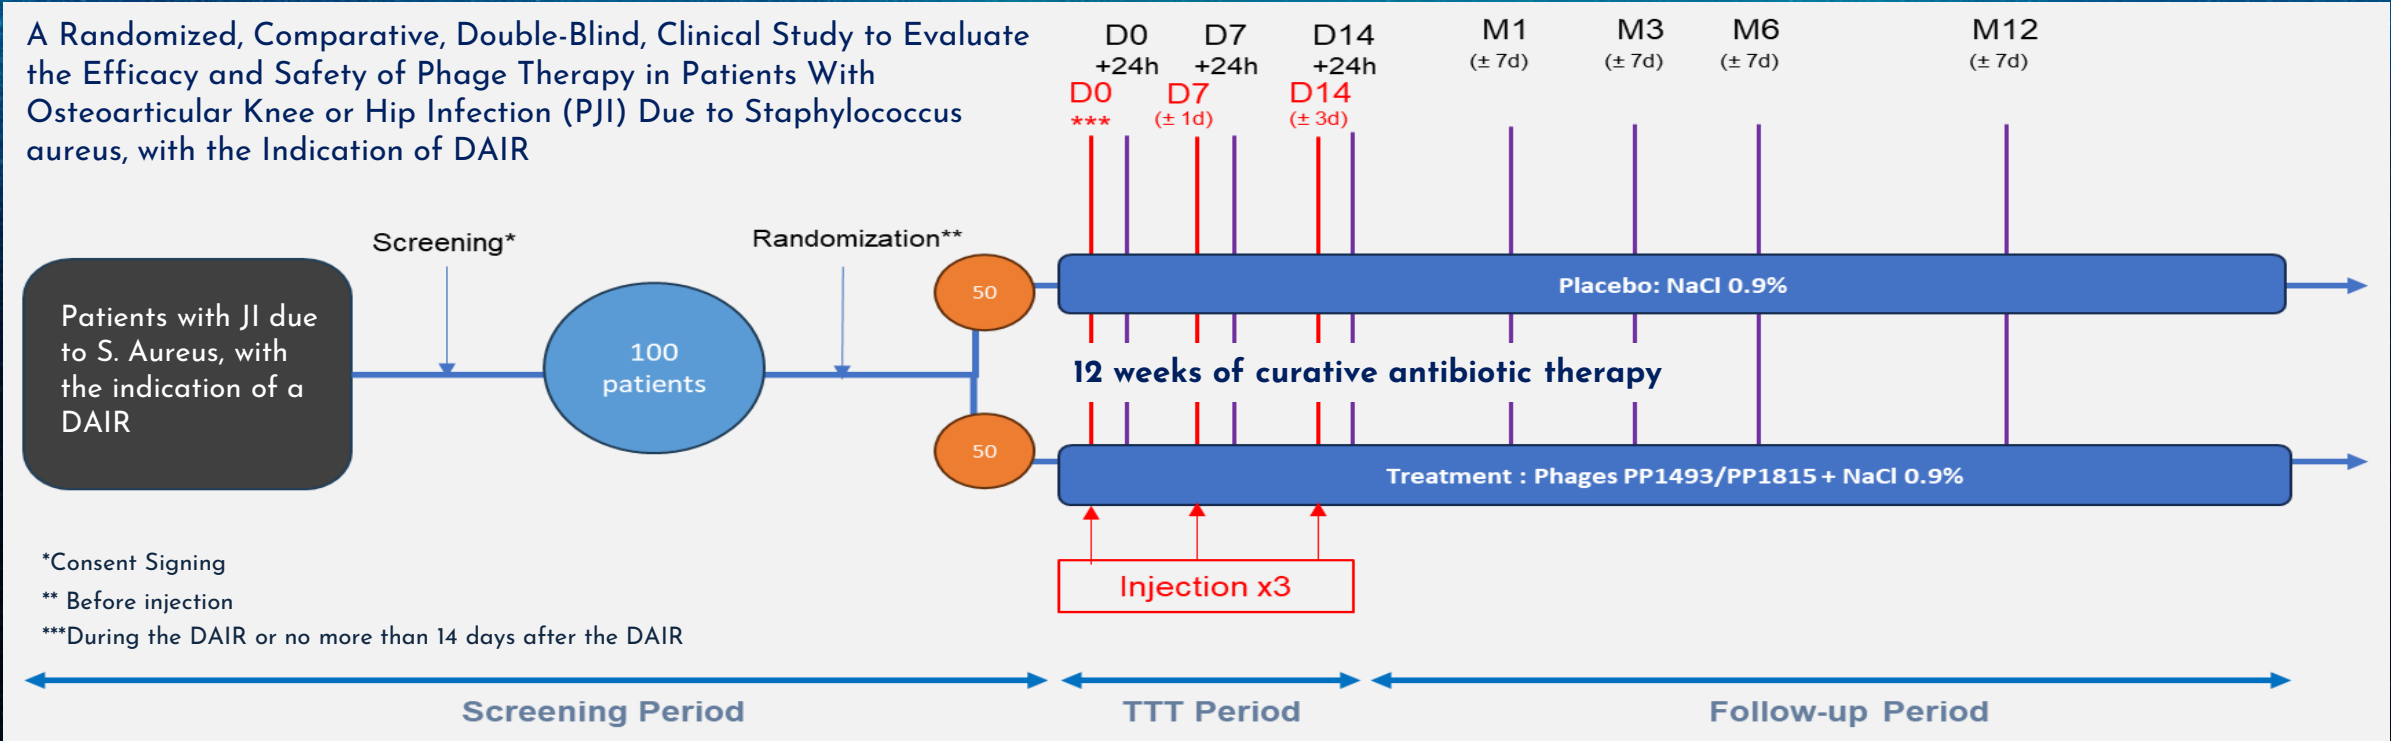 A Randomized, Comparative, Double-Blind, Clinical Study to Evaluate
the Efficacy and Safety of Phage Therapy in Patients With
Osteoarticular Knee or Hip Infection (PJI) Due to Staphylococcus
aureus, with the Indication of DAIR
D0
+24h
D7
+24h
D14
+24h
M1
(± 7d)
M3
(± 7d)
M6
(± 7d)
M12
(± 7d)
D0
***
D7
(± 1d)
D14
(± 3d)
Screening*
Randomization**
Patients with JI due
to S. Aureus, with
the indication of a
DAIR
100
patients
50
50
Placebo: NaCl 0.9%
12 weeks of curative antibiotic therapy
Treatment : Phages PP1493/PP1815 + NaCl 0.9%
Injection x3
*Consent Signing
** Before injection
***During the DAIR or no more than 14 days after the DAIR
Screening Period
TTT Period
Follow-up Period